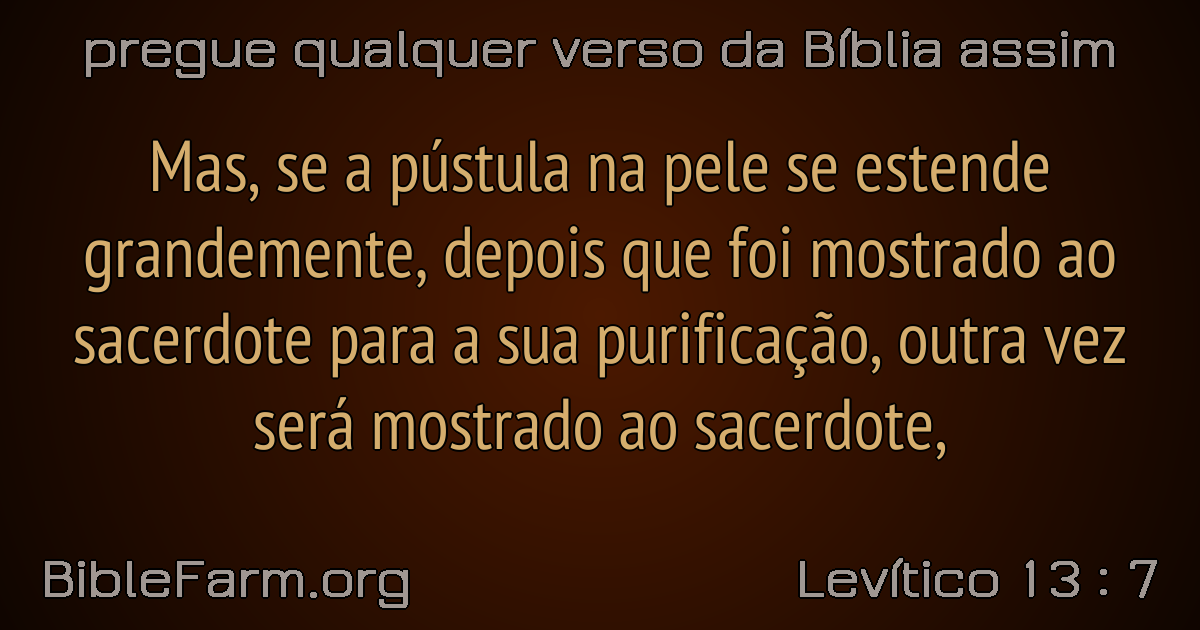 pregue qualquer verso da Bíblia assim
Mas, se a pústula na pele se estende
grandemente, depois que foi mostrado ao
sacerdote para a sua purificação, outra vez
será mostrado ao sacerdote,
BibleFarm.org
Levítico 13 : 7